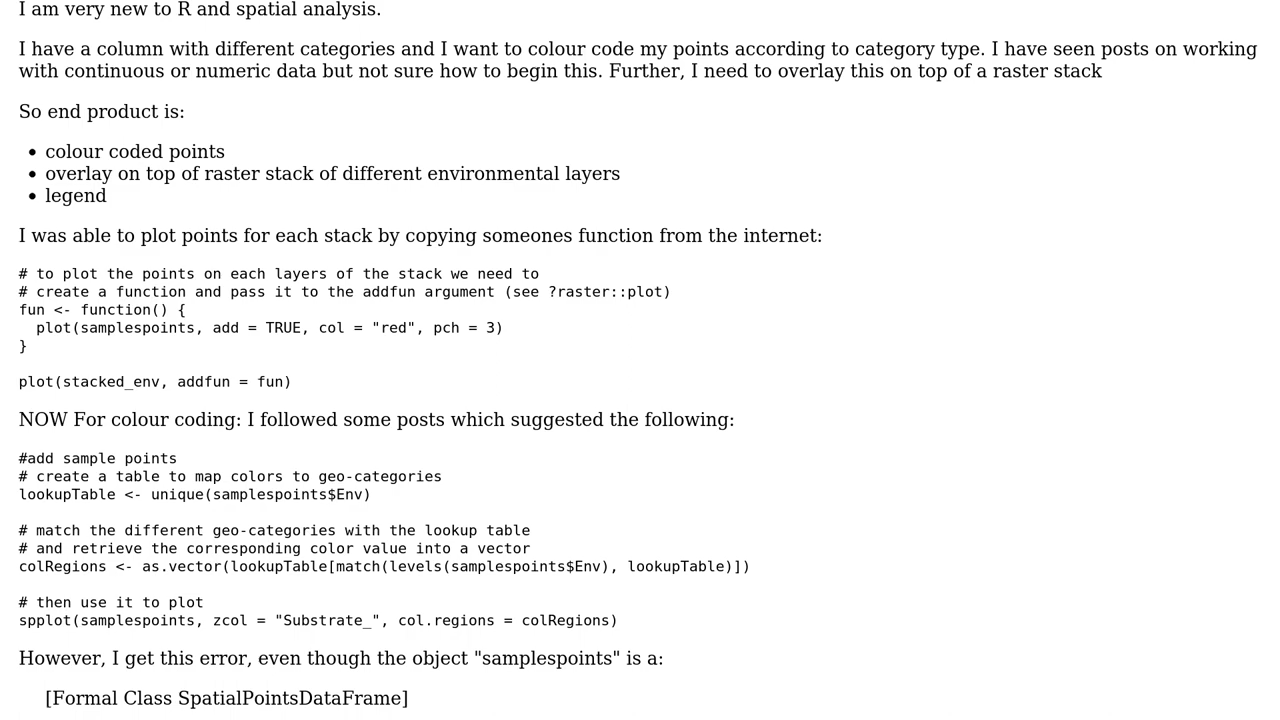 I am very new to R and spatial analysis.
I have a column with different categories and I want to colour code my points according to category type. I have seen posts on working
with continuous or numeric data but not sure how to begin this. Further, I need to overlay this on top of a raster stack
So end product is:
• colour coded points
• overlay on top of raster stack of different environmental layers
• legend
I was able to plot points for each stack by copying someones function from the internet:
# to plot the points on each layers of the stack we need to
# create a function and pass it to the addfun argument (see ?raster::plot)
fun <- function() {
  plot(samplespoints, add = TRUE, col = "red", pch = 3)
}
plot(stacked_env, addfun = fun)
NOW For colour coding: I followed some posts which suggested the following:
#add sample points
# create a table to map colors to geo-categories
lookupTable <- unique(samplespoints$Env)
# match the different geo-categories with the lookup table
# and retrieve the corresponding color value into a vector
colRegions <- as.vector(lookupTable[match(levels(samplespoints$Env), lookupTable)])
# then use it to plot
spplot(samplespoints, zcol = "Substrate_", col.regions = colRegions)
However, I get this error, even though the object "samplespoints" is a:
[Formal Class SpatialPointsDataFrame]